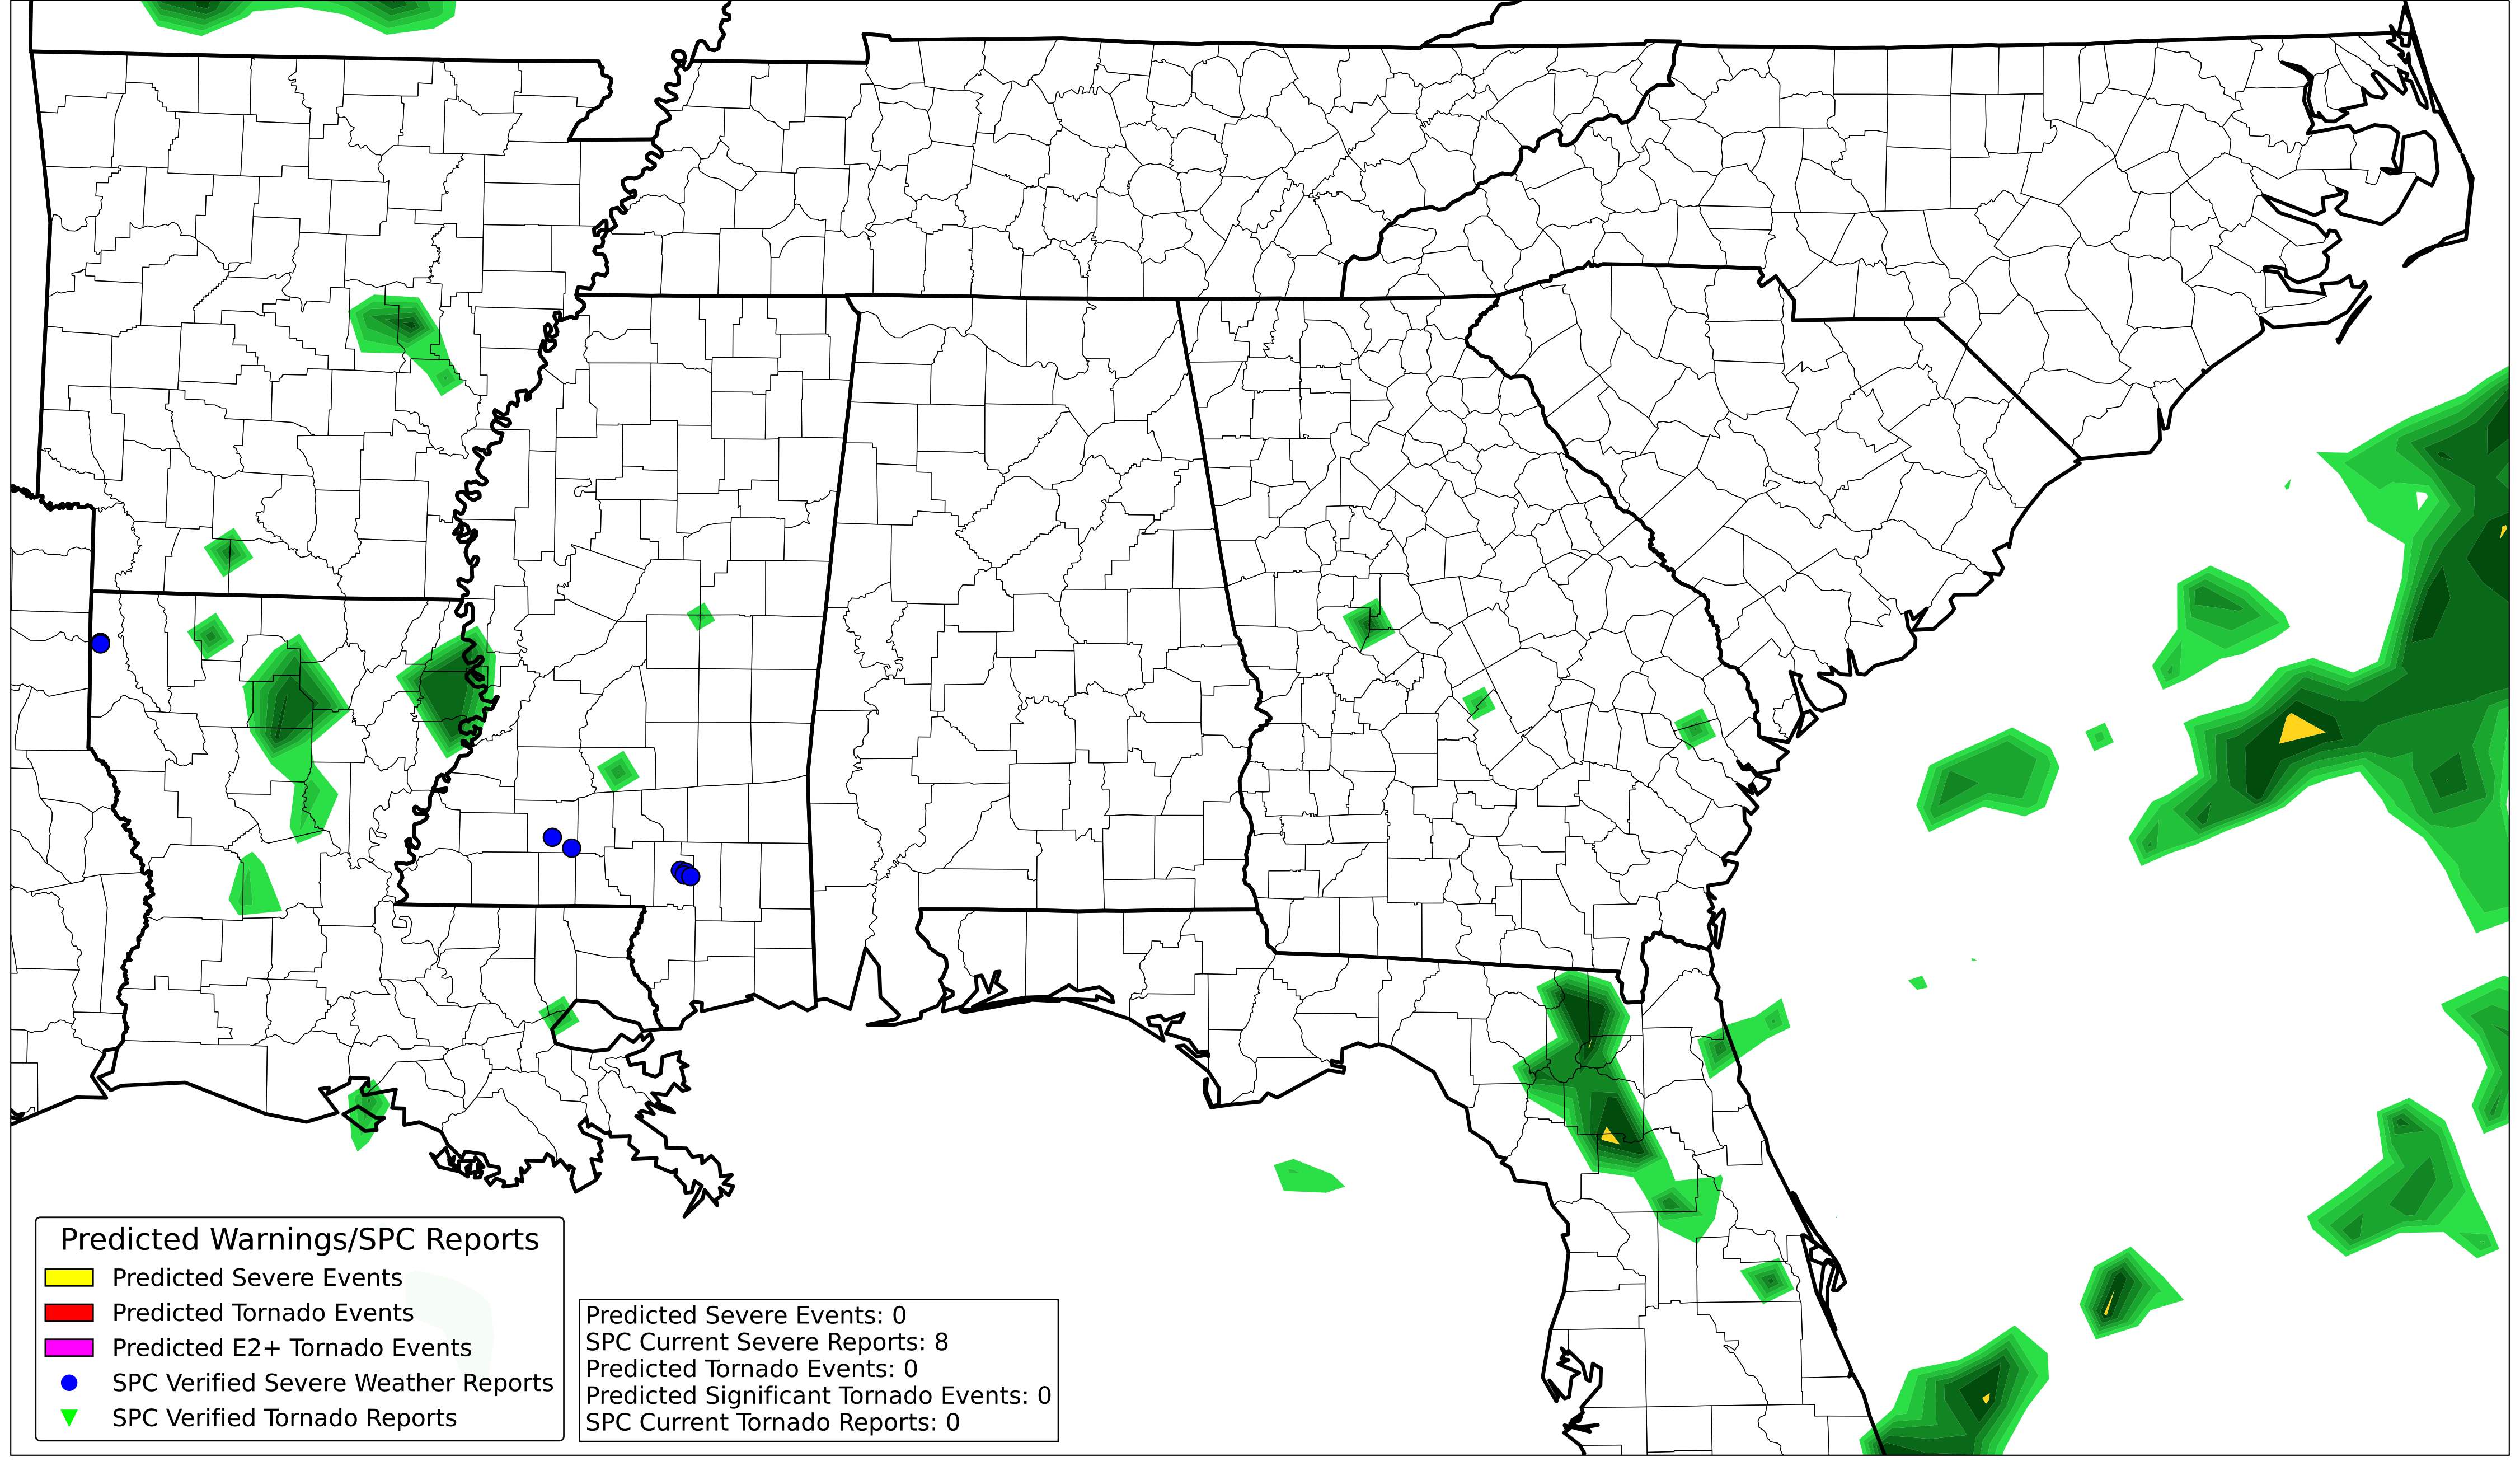 Predicted Warnings/SPC Reports
Predicted Severe Events
Predicted Tornado Events
Predicted E2+ Tornado Events
SPC Verified Severe Weather Reports
SPC Verified Tornado Reports
Predicted Severe Events: 0
SPC Current Severe Reports: 8
Predicted Tornado Events: 0
Predicted Significant Tornado Events: 0
SPC Current Tornado Reports: 0